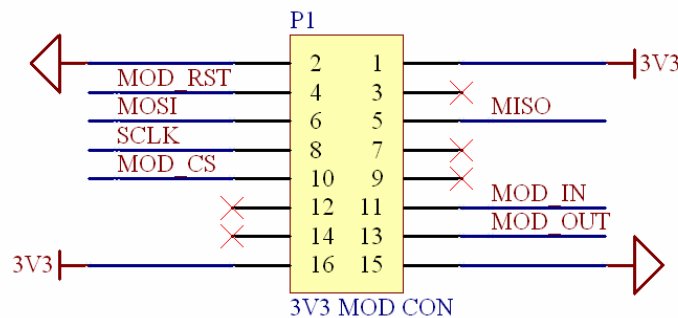 P1
2 1 3V3
MOD_RST 4 3
MOSI 6 5 MISO
SCLK 8 7
MOD_CS 10 9
12 11 MOD_IN
14 13 MOD_OUT
3V3 16 15
3V3 MOD CON